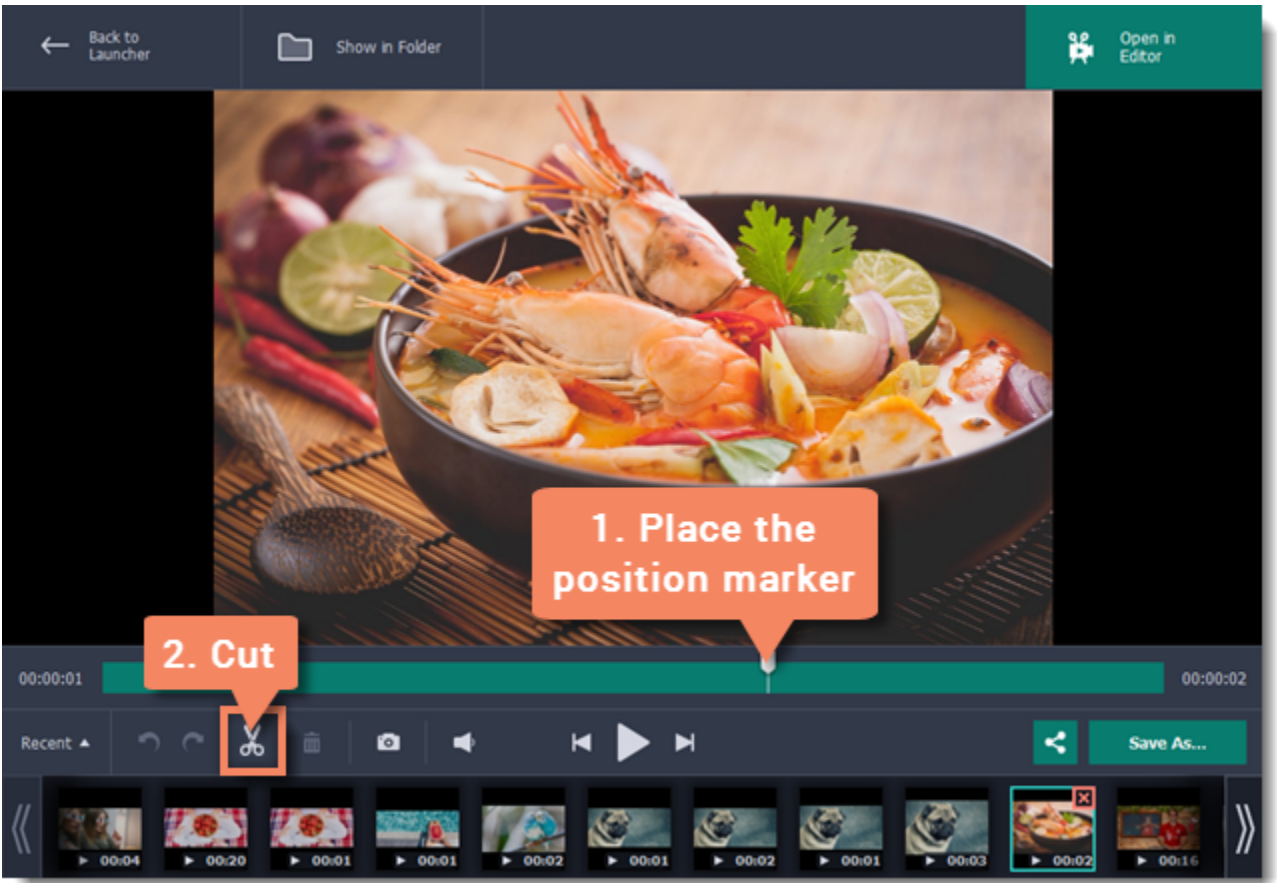 Back to
Launcher
Show in Folder
Open in
Editor
1. Place the
position marker
2. Cut
00:00:01
00:00:02
Recent
Save As...
00:04
00:20
00:01
00:01
00:02
00:01
00:02
00:01
00:03
00:02
00:16